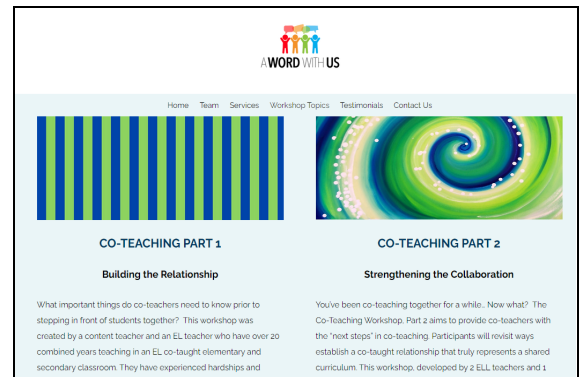 A WORD WITH US
Home Team Services Workshop Topics Testimonials Contact Us
CO-TEACHING PART 1
Building the Relationship
What important things do co-teachers need to know prior to
stepping in front of students together? This workshop was
created by a content teacher and an EL teacher who have over 20
combined years teaching in an EL co-taught elementary and
secondary classroom. They have experienced hardships and
CO-TEACHING PART 2
Strengthening the Collaboration
You've been co-teaching together for a while... Now what? The
Co-Teaching Workshop, Part 2 aims to provide co-teachers with
the "next steps" in co-teaching. Participants will revisit ways
establish a co-taught relationship that truly represents a shared
curriculum. This workshop, developed by 2 ELL teachers and 1